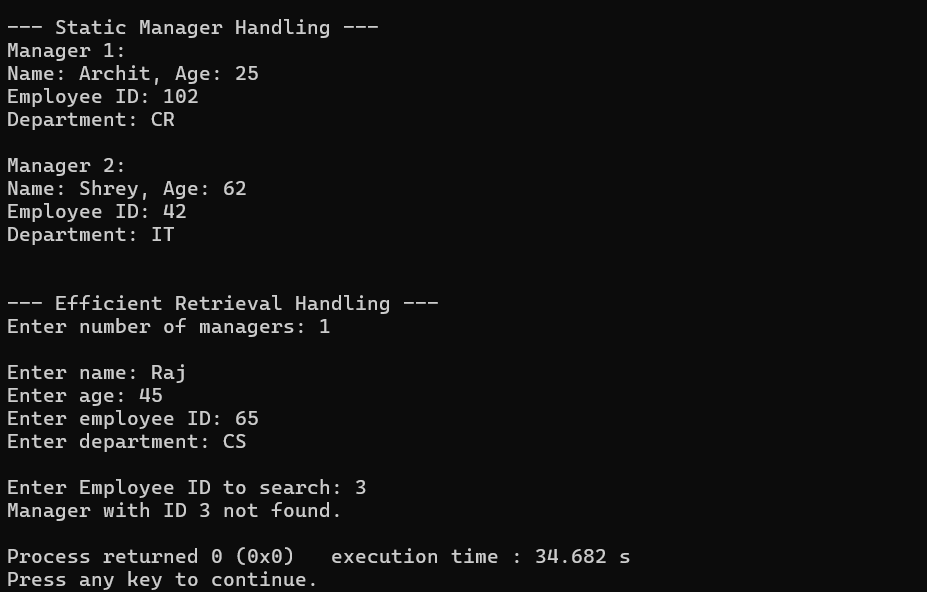 --- Static Manager Handling ---
Manager 1:
Name: Archit, Age: 25
Employee ID: 102
Department: CR
Manager 2:
Name: Shrey, Age: 62
Employee ID: 42
Department: IT
--- Efficient Retrieval Handling ---
Enter number of managers: 1
Enter name: Raj
Enter age: 45
Enter employee ID: 65
Enter department: CS
Enter Employee ID to search: 3
Manager with ID 3 not found.
Process returned 0 (0x0)   execution time : 34.682 s
Press any key to continue.